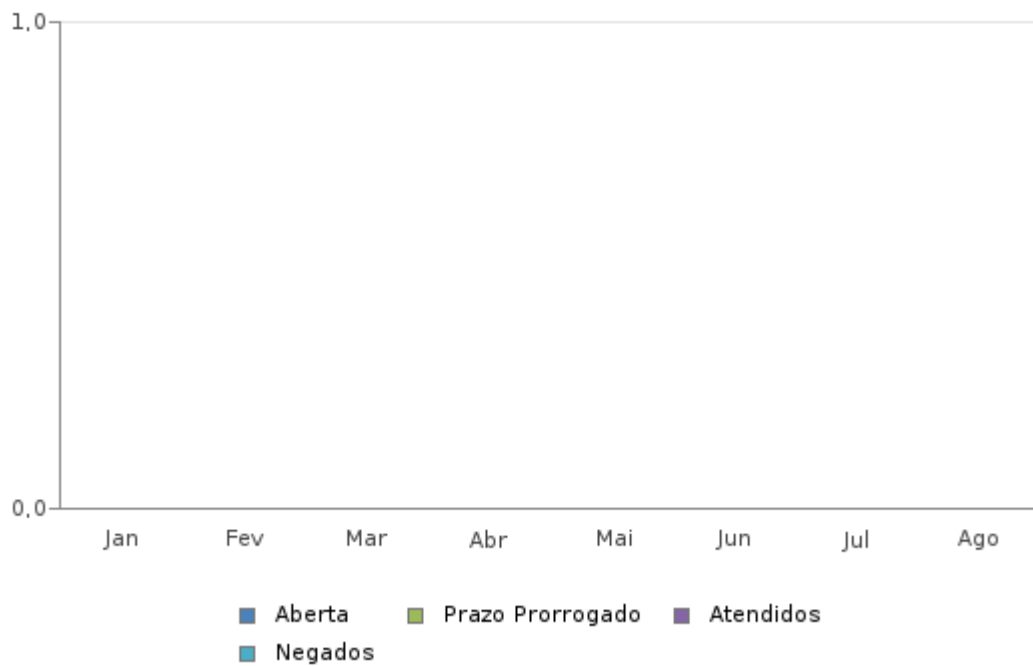 1,0
0,0
Jan Fev Mar Abr Mai Jun Jul Ago
Aberta Prazo Prorrogado Atendidos
Negados